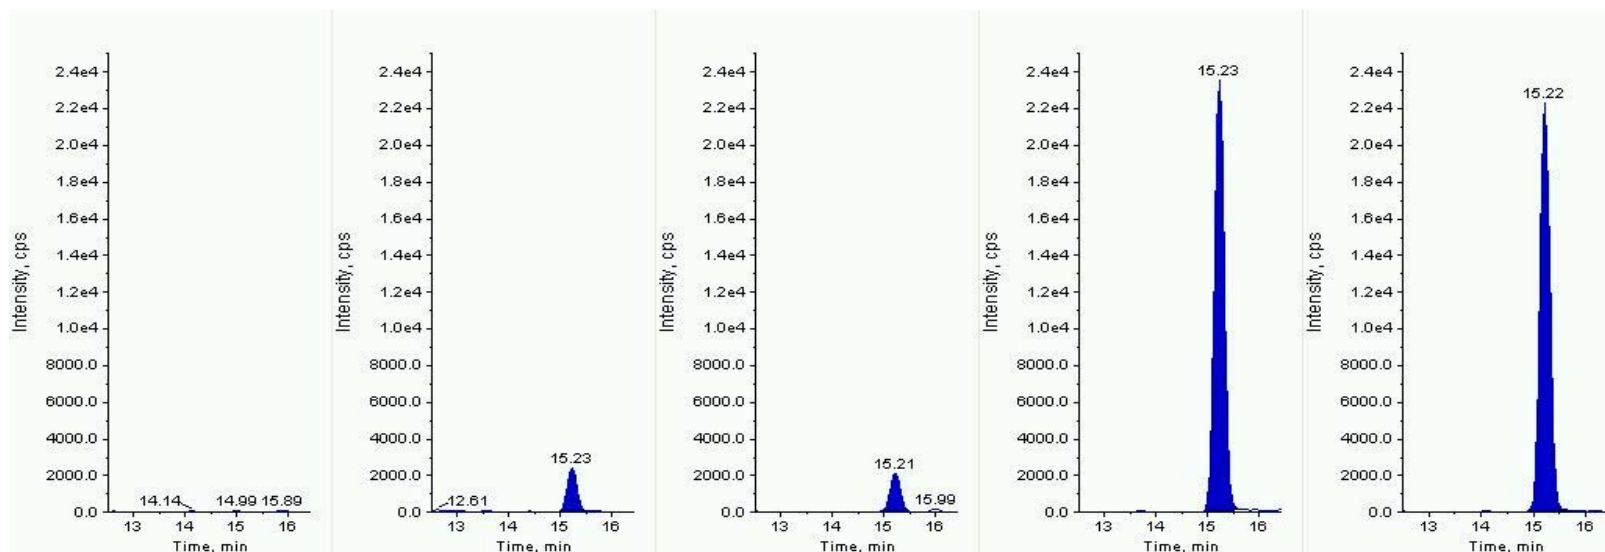 Intensity, cps
2.4e4
2.2e4
2.0e4
1.8e4
1.6e4
1.4e4
1.2e4
1.0e4
8000.0
6000.0
4000.0
2000.0
0.0
14.14
14.99 15.89
13 14 15 16
Time, min
Intensity, cps
2.4e4
2.2e4
2.0e4
1.8e4
1.6e4
1.4e4
1.2e4
1.0e4
8000.0
6000.0
4000.0
2000.0
0.0
15.23
12.61
13 14 15 16
Time, min
Intensity, cps
2.4e4
2.2e4
2.0e4
1.8e4
1.6e4
1.4e4
1.2e4
1.0e4
8000.0
6000.0
4000.0
2000.0
0.0
15.21
15.99
13 14 15 16
Time, min
Intensity, cps
2.4e4
2.2e4
2.0e4
1.8e4
1.6e4
1.4e4
1.2e4
1.0e4
8000.0
6000.0
4000.0
2000.0
0.0
15.23
13 14 15 16
Time, min
Intensity, cps
2.4e4
2.2e4
2.0e4
1.8e4
1.6e4
1.4e4
1.2e4
1.0e4
8000.0
6000.0
4000.0
2000.0
0.0
15.22
13 14 15 16
Time, min